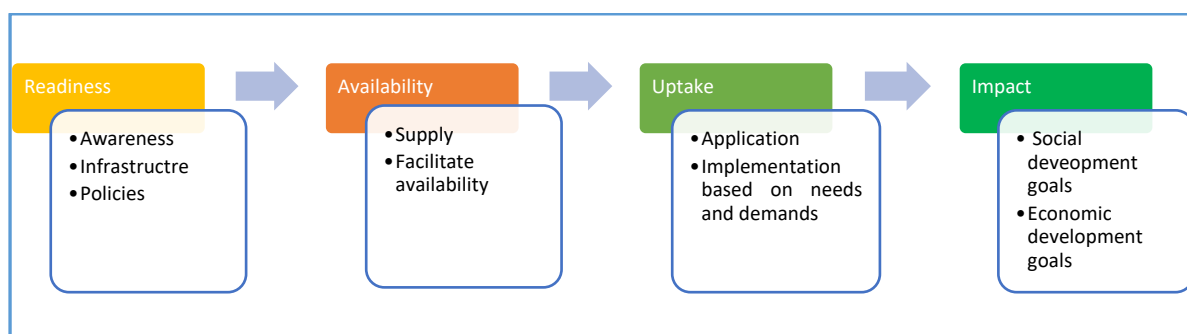 Readiness
•Awareness
•Infrastructre
•Policies
Availability
•Supply
•Facilitate
availability
Uptake
•Application
•Implementation
based on needs
and demands
Impact
• Social
deveopment
goals
•Economic
development
goals